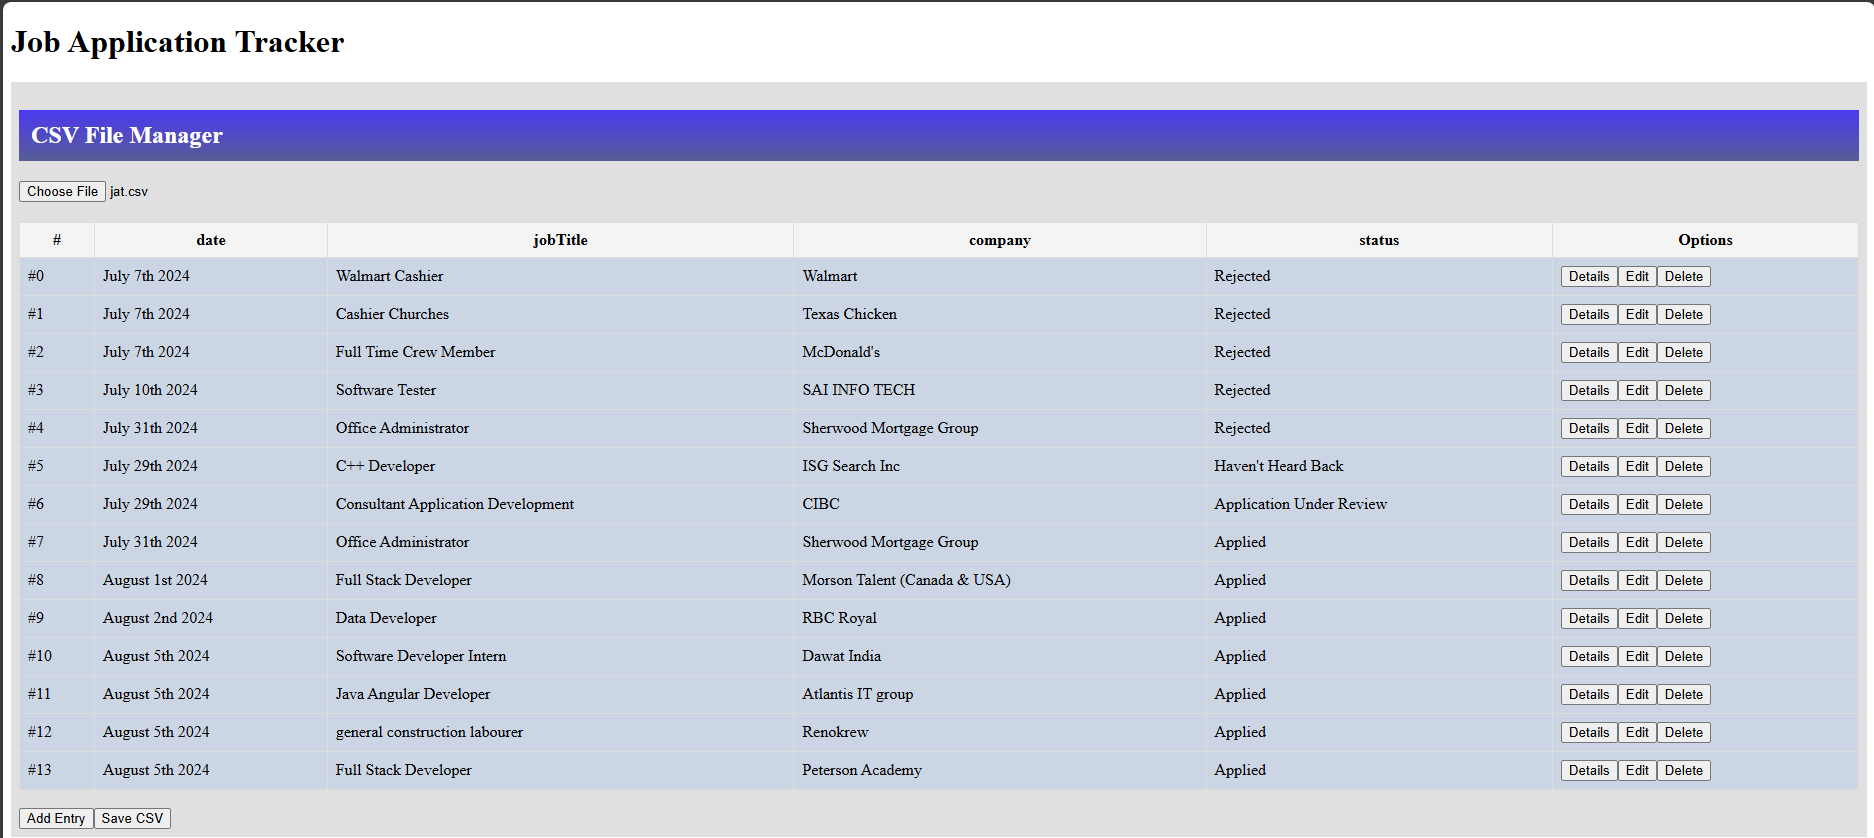 Job Application Tracker
CSV File Manager
Choose File jat.csv
# date jobTitle company status Options
#0 July 7th 2024 Walmart Cashier Walmart Rejected Details Edit Delete
#1 July 7th 2024 Cashier Churches Texas Chicken Rejected Details Edit Delete
#2 July 7th 2024 Full Time Crew Member McDonald's Rejected Details Edit Delete
#3 July 10th 2024 Software Tester SAI INFO TECH Rejected Details Edit Delete
#4 July 31th 2024 Office Administrator Sherwood Mortgage Group Rejected Details Edit Delete
#5 July 29th 2024 C++ Developer ISG Search Inc Haven't Heard Back Details Edit Delete
#6 July 29th 2024 Consultant Application Development CIBC Application Under Review Details Edit Delete
#7 July 31th 2024 Office Administrator Sherwood Mortgage Group Applied Details Edit Delete
#8 August 1st 2024 Full Stack Developer Morson Talent (Canada & USA) Applied Details Edit Delete
#9 August 2nd 2024 Data Developer RBC Royal Applied Details Edit Delete
#10 August 5th 2024 Software Developer Intern Dawat India Applied Details Edit Delete
#11 August 5th 2024 Java Angular Developer Atlantis IT group Applied Details Edit Delete
#12 August 5th 2024 general construction labourer Renokrew Applied Details Edit Delete
#13 August 5th 2024 Full Stack Developer Peterson Academy Applied Details Edit Delete
Add Entry Save CSV